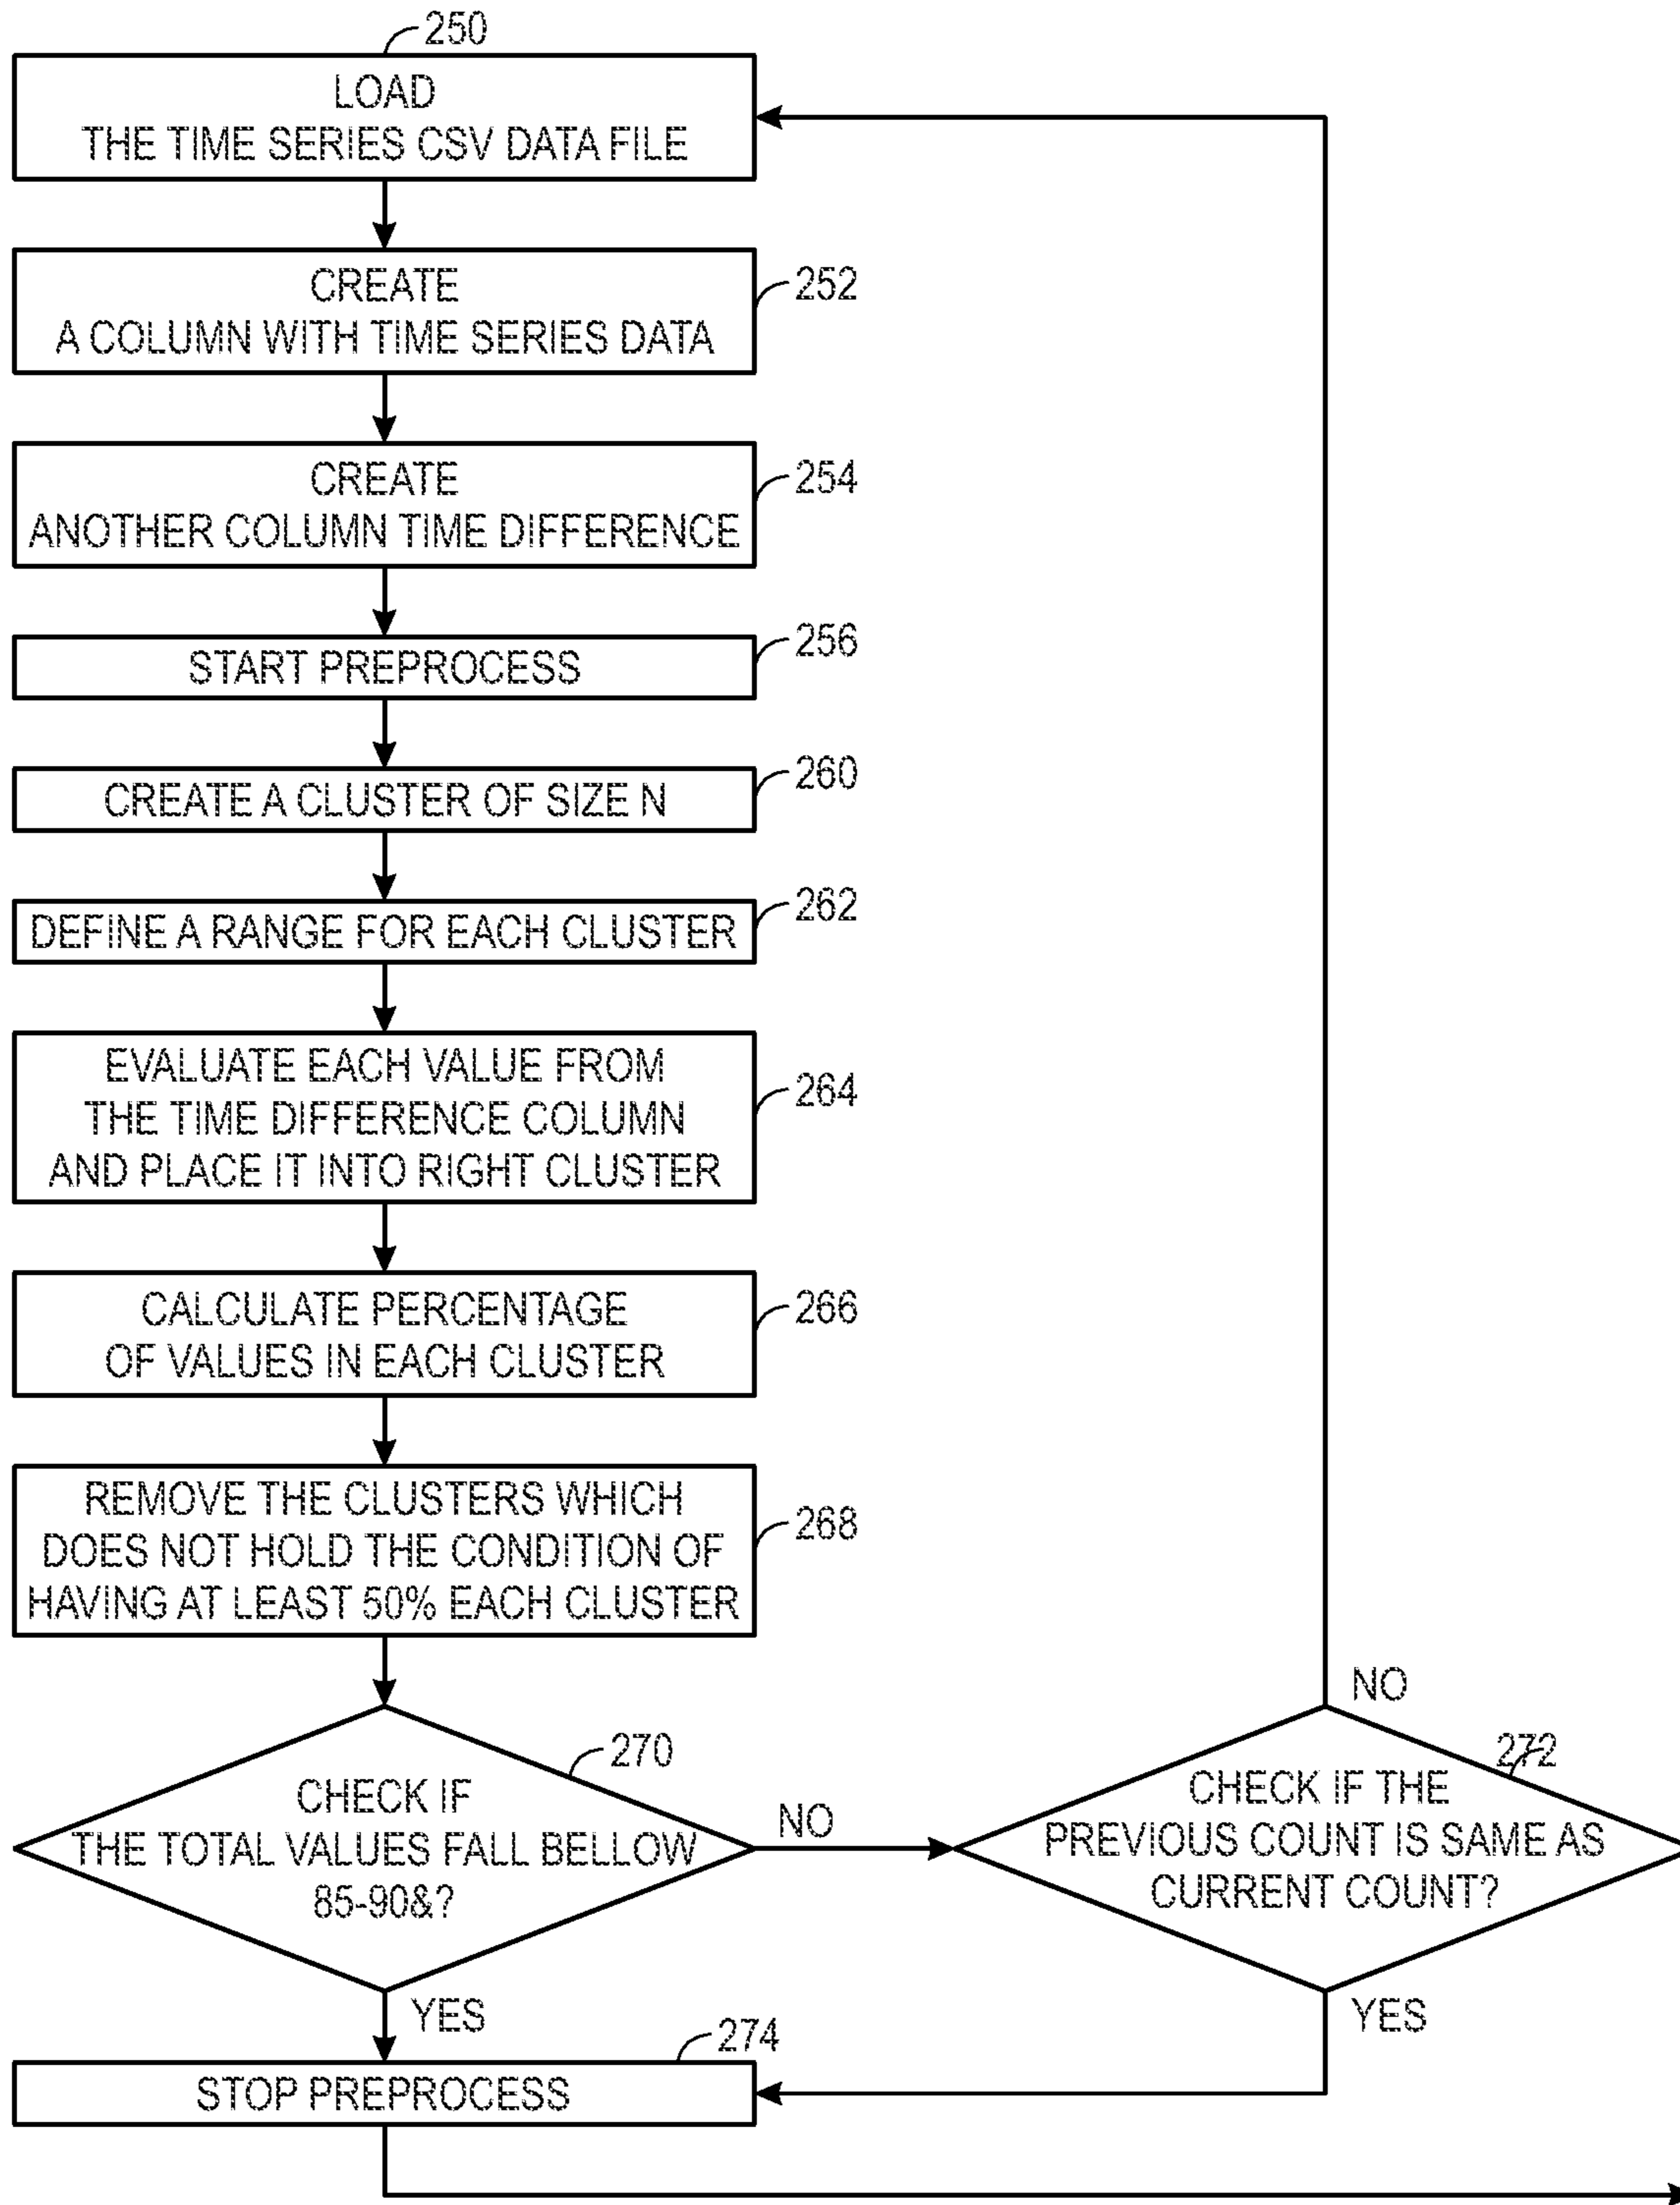 250
LOAD
THE TIME SERIES CSV DATA FILE
CREATE
A COLUMN WITH TIME SERIES DATA
252
CREATE
ANOTHER COLUMN TIME DIFFERENCE
254
START PREPROCESS
256
CREATE A CLUSTER OF SIZE N
260
DEFINE A RANGE FOR EACH CLUSTER
262
EVALUATE EACH VALUE FROM
THE TIME DIFFERENCE COLUMN
AND PLACE IT INTO RIGHT CLUSTER
264
CALCULATE PERCENTAGE
OF VALUES IN EACH CLUSTER
266
REMOVE THE CLUSTERS WHICH
DOES NOT HOLD THE CONDITION OF
HAVING AT LEAST 50% EACH CLUSTER
268
270
CHECK IF
THE TOTAL VALUES FALL BELLOW
85-90&?
NO
YES
NO
272
CHECK IF THE
PREVIOUS COUNT IS SAME AS
CURRENT COUNT?
YES
274
STOP PREPROCESS